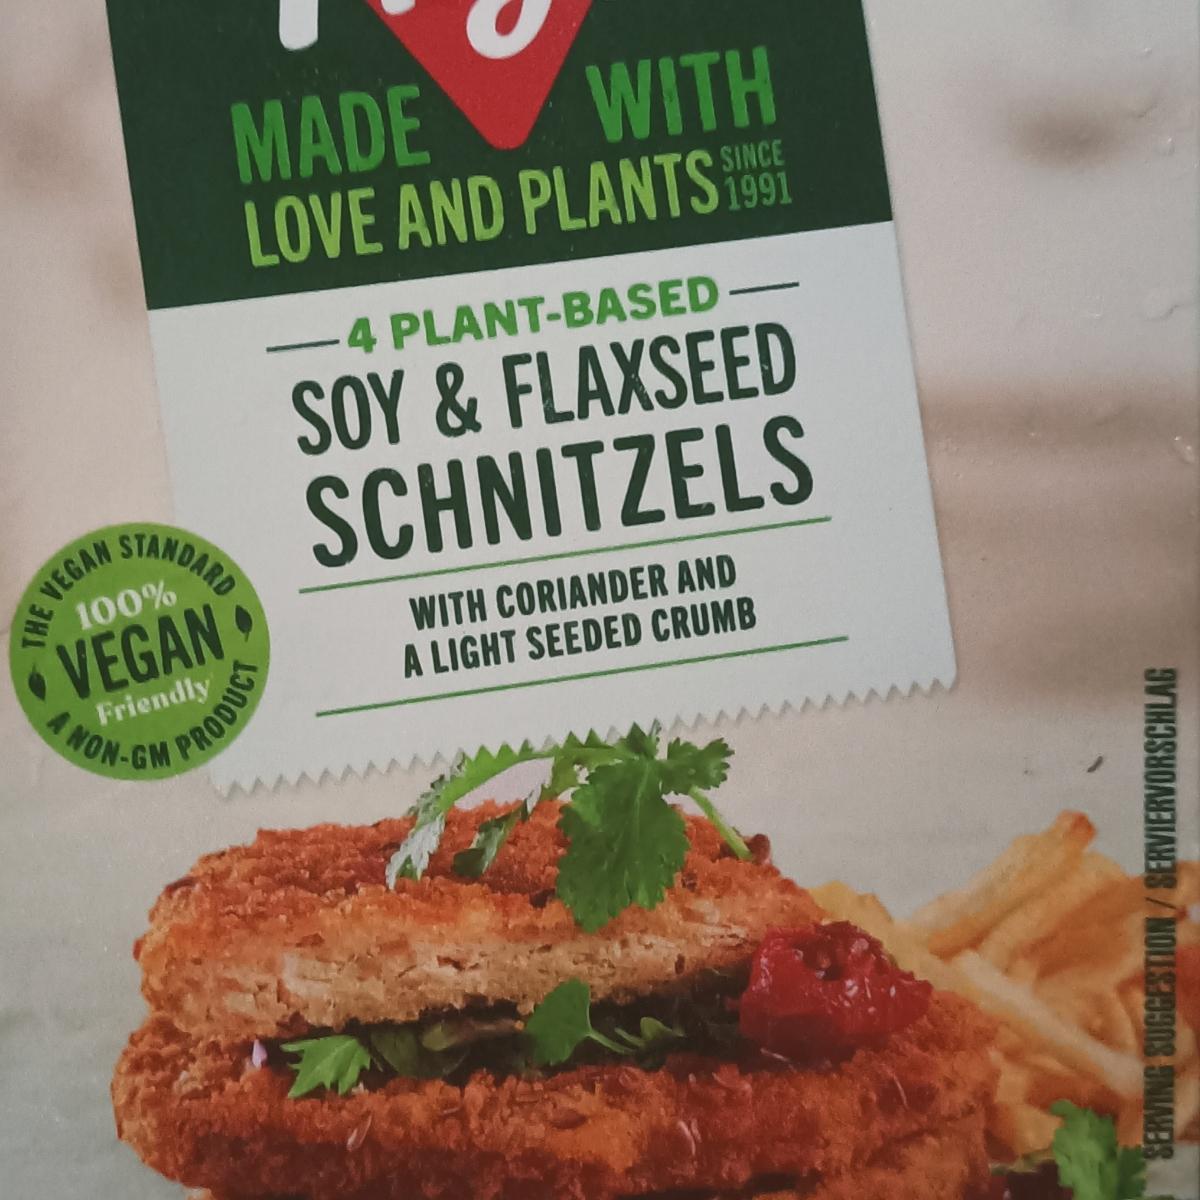 MADE WITH
LOVE AND PLANTS
SINCE
1991
4 PLANT-BASED
SOY & FLAXSEED
SCHNITZELS
WITH CORIANDER AND
A LIGHT SEEDED CRUMB
THE VEGAN STANDARD
100%
VEGAN
Friendly
A NON-GM PRODUCT
SERVING SUGGESTION / SERVIERVORSCHLAG